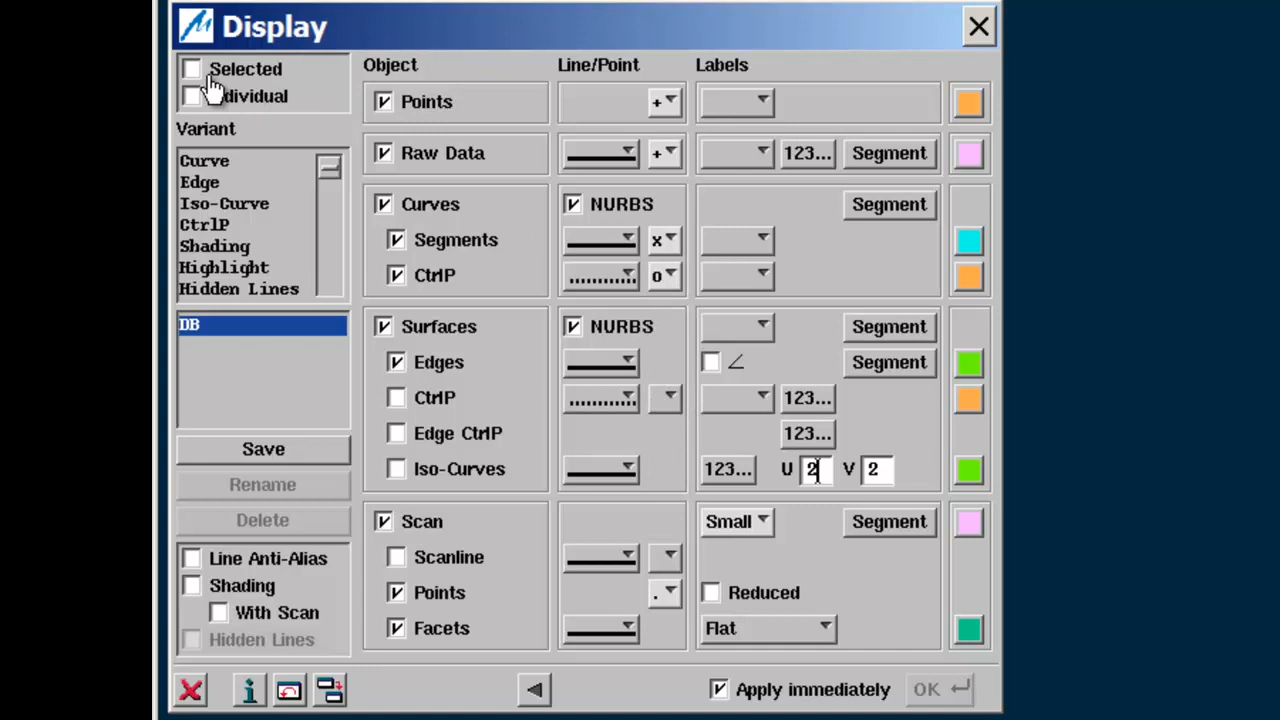 Display
Selected
dividual
Variant
Curve
Edge
Iso-Curve
CtrlP
Shading
Highlight
Hidden Lines
DB
Save
Rename
Delete
Line Anti-Alias
Shading
With Scan
Hidden Lines
Object Line/Point Labels
Points +
Raw Data + 123... Segment
Curves NURBS Segment
Segments x
CtrlP o
Surfaces NURBS Segment
Edges Segment
CtrlP 123...
Edge CtrlP 123...
Iso-Curves 123... U 2 V 2
Scan Small Segment
Scanline
Points . Reduced
Facets Flat
Apply immediately OK